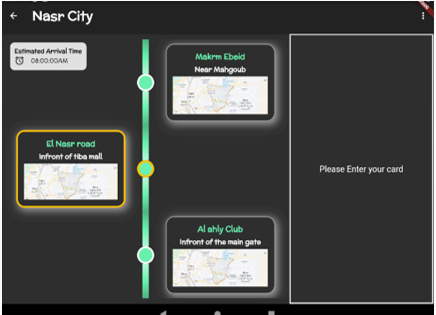 Nasr City
Estimated Arrival Time
08:00:00AM
Makrm Ebeid
Near Mahgoub
El Nasr road
Infront of tiba mall
Al ahly Club
Infront of the main gate
Please Enter your card